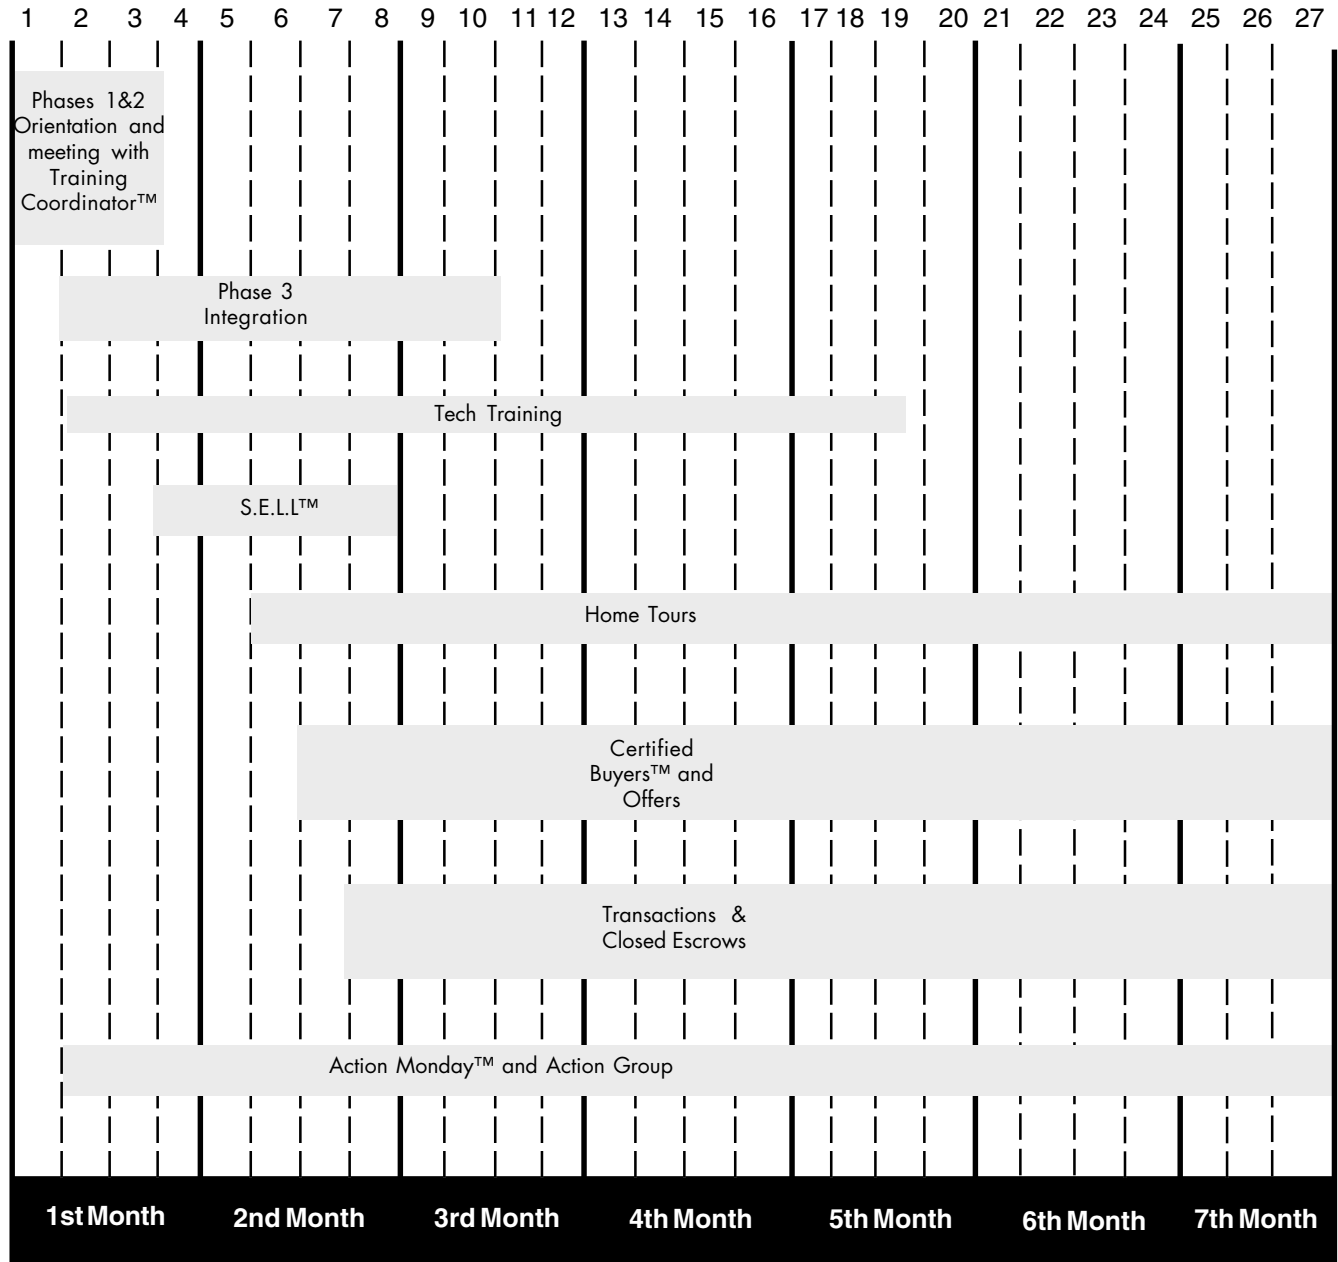 1 2 3 4 5 6 7 8 9 10 11 12 13 14 15 16 17 18 19 20 21 22 23 24 25 26 27
Phases 1&2
Orientation and
meeting with
Training
Coordinator™
Phase 3
Integration
Tech Training
S.E.L.L™
Home Tours
Certified
Buyers™ and
Offers
Transactions &
Closed Escrows
Action Monday™ and Action Group
1st Month 2nd Month 3rd Month 4th Month 5th Month 6th Month 7th Month